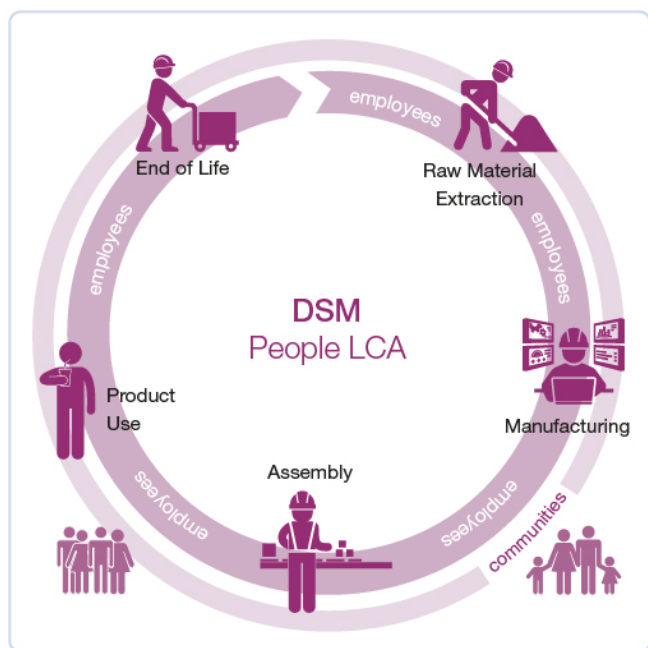 employees
End of Life
Raw Material
Extraction
employees
employees
DSM
People LCA
Product
Use
Manufacturing
Assembly
employees
employees
communities